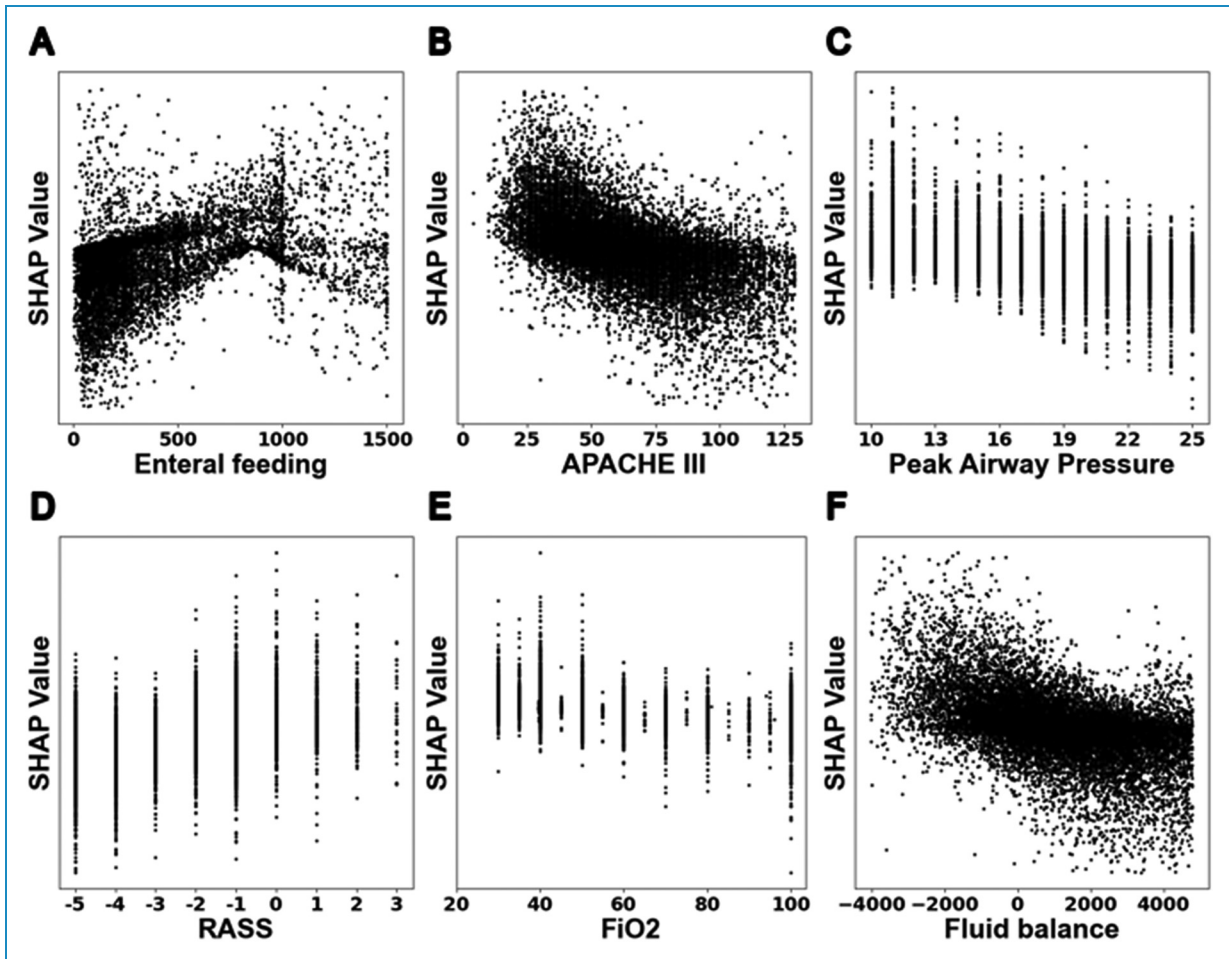 A B C
SHAP Value SHAP Value SHAP Value
0 500 1000 1500 0 25 50 75 100 125 10 13 16 19 22 25
Enteral feeding APACHE III Peak Airway Pressure
D E F
SHAP Value SHAP Value SHAP Value
-5 -4 -3 -2 -1 0 1 2 3 20 40 60 80 100 −4000 −2000 0 2000 4000
RASS FiO2 Fluid balance